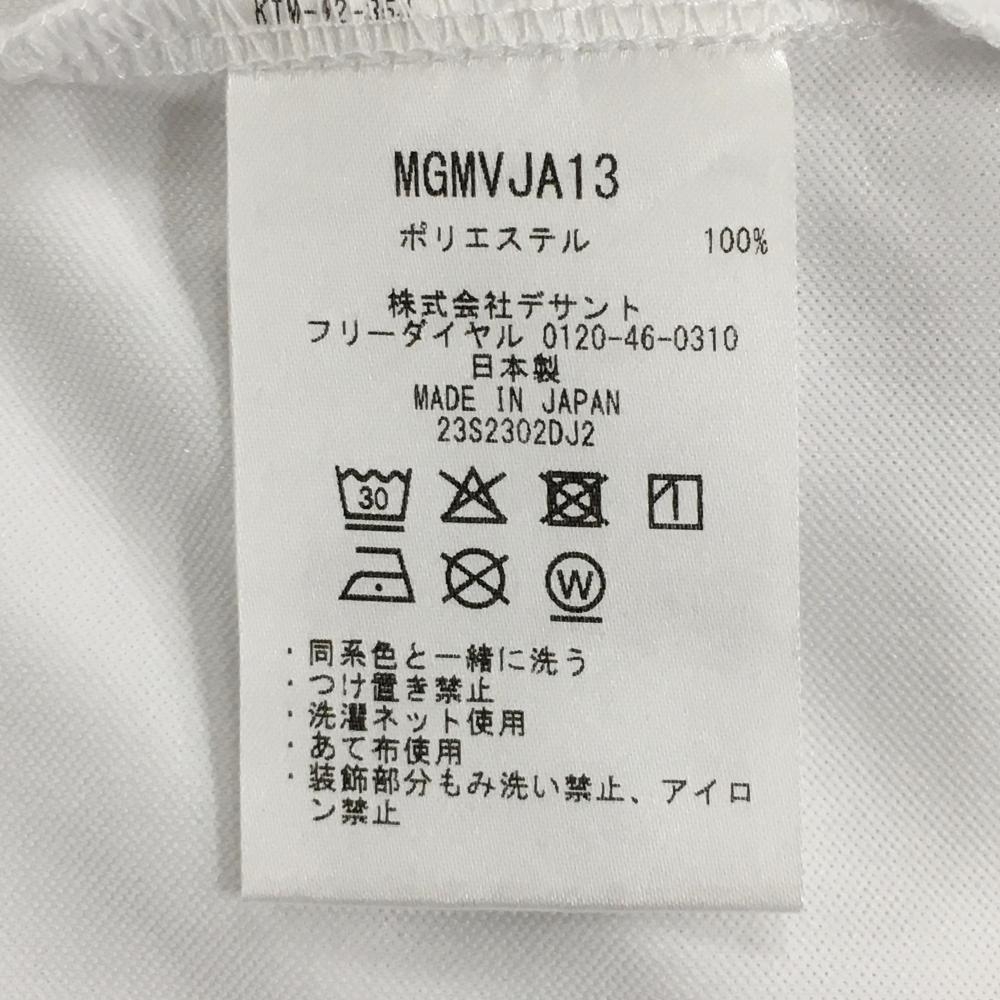 MGMVJA13
ポリエステル 100%
株式会社デサント
フリーダイヤル 0120-46-0310
日本製
MADE IN JAPAN
23S2302DJ2
30
W
・同系色と一緒に洗う
・つけ置き禁止
・洗濯ネット使用
・あて布使用
・装飾部分もみ洗い禁止、アイロ
ン禁止